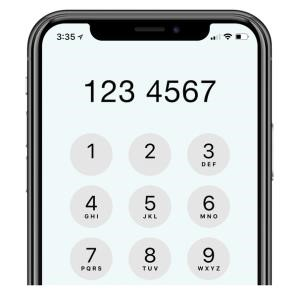 3:35
123 4567
1 2 3
DEF
4 5 6
GHI JKL MNO
7 8 9
PQRS TUV WXYZ